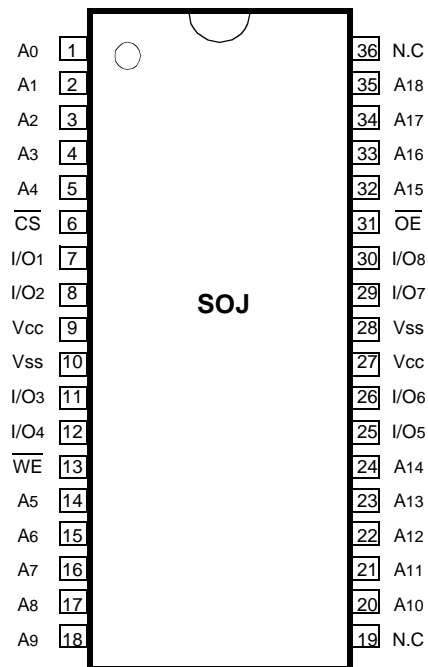 A0 1 36 N.C
A1 2 35 A18
A2 3 34 A17
A3 4 33 A16
A4 5 32 A15
CS 6 31 OE
I/O1 7 30 I/O8
I/O2 8 29 I/O7
SOJ
Vcc 9 28 Vss
Vss 10 27 Vcc
I/O3 11 26 I/O6
I/O4 12 25 I/O5
WE 13 24 A14
A5 14 23 A13
A6 15 22 A12
A7 16 21 A11
A8 17 20 A10
A9 18 19 N.C